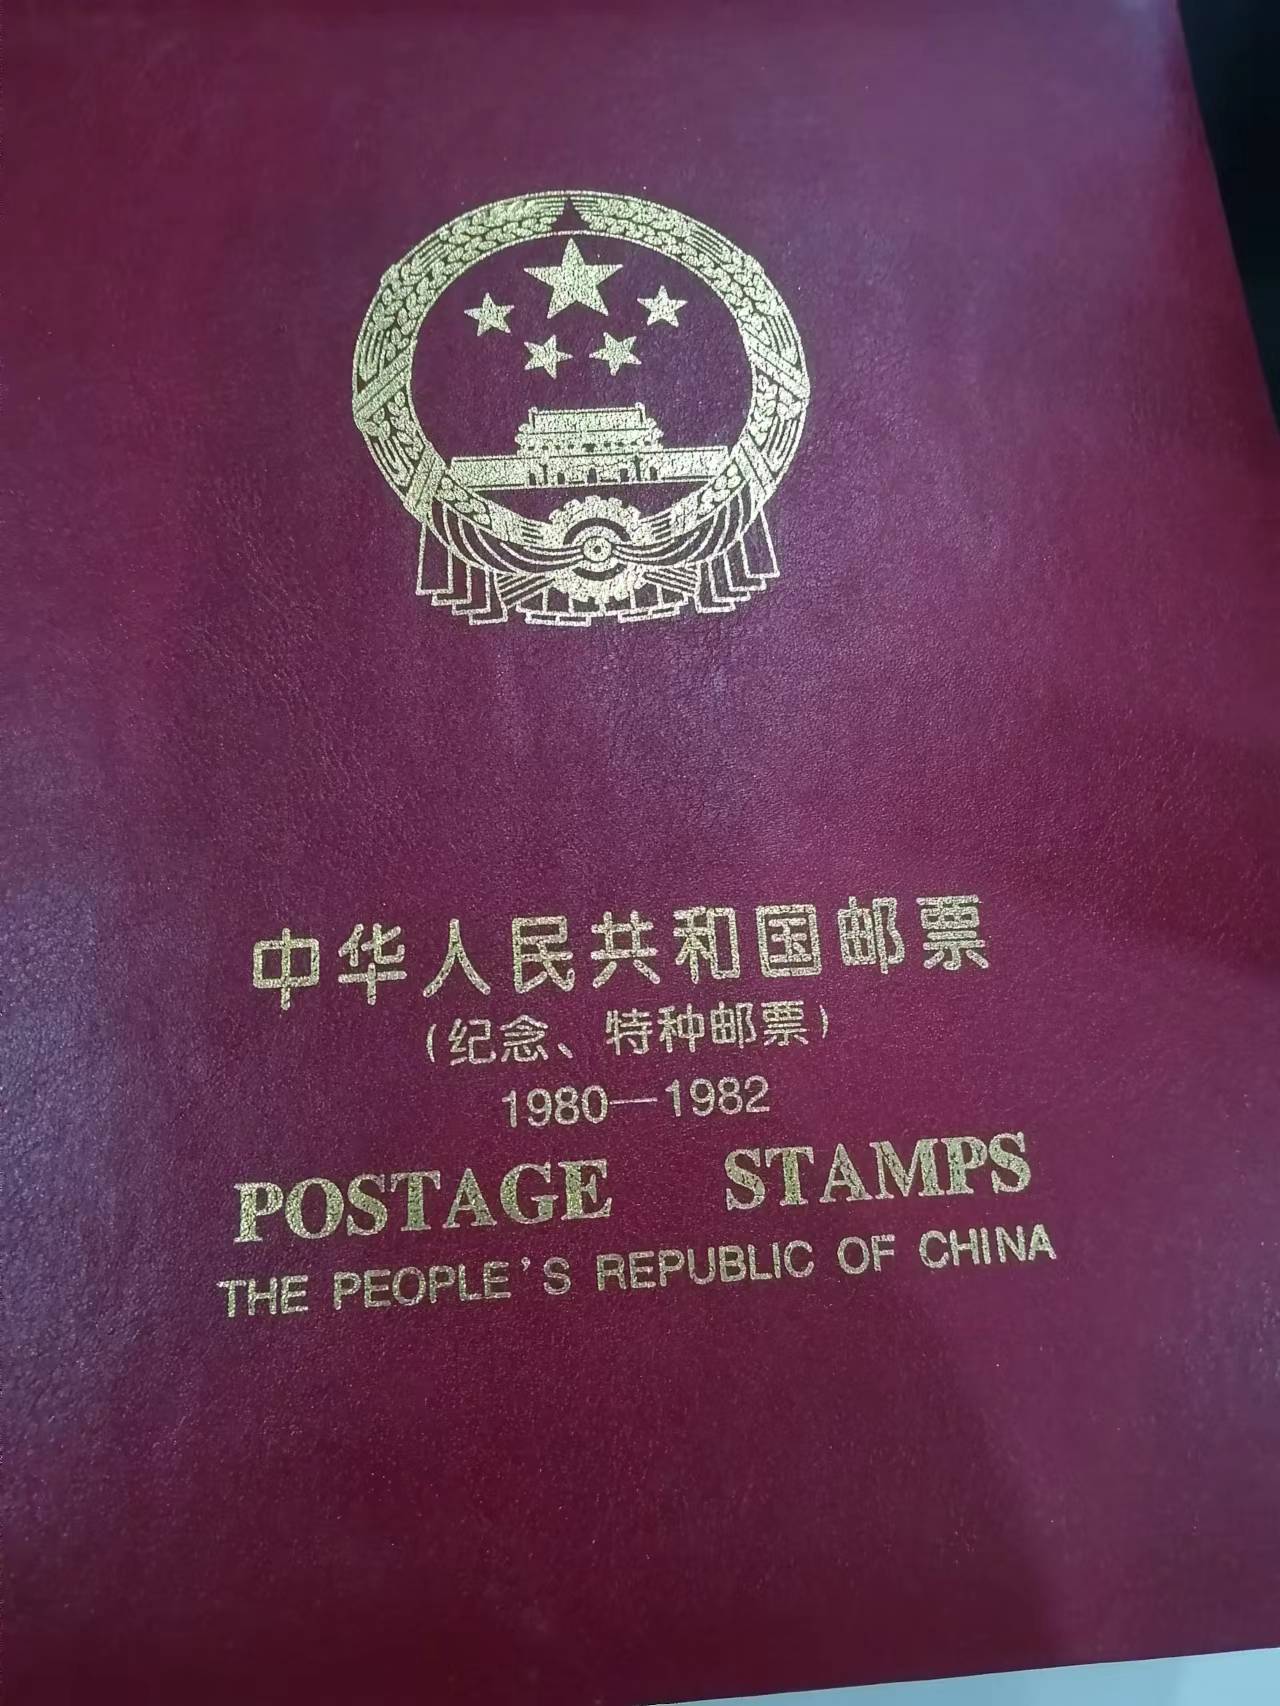 中华人民共和国邮票
(纪念、特种邮票)
1980—1982
POSTAGE STAMPS
THE PEOPLE'S REPUBLIC OF CHINA